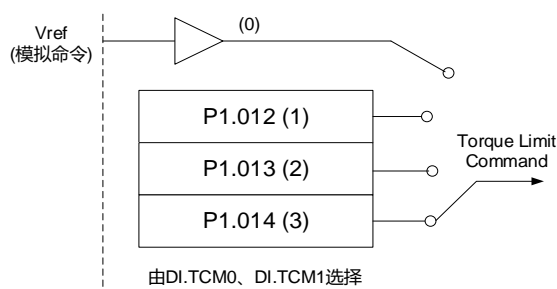 (0)
Vref
(模拟命令)
P1.012 (1)
P1.013 (2)
P1.014 (3)
Torque Limit
Command
由DI.TCM0、DI.TCM1选择